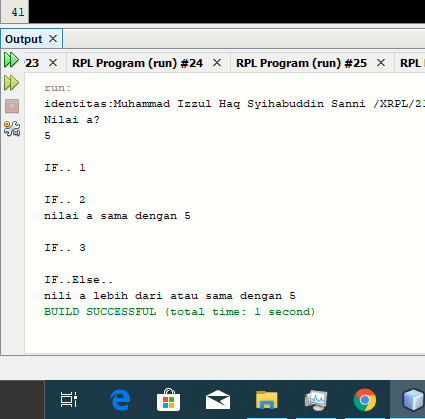 41
Output
23
RPL Program (run) #24
RPL Program (run) #25
RPL
run:
identitas:Muhammad Izzul Haq Syihabuddin Sanni /XRPL/2
Nilai a?
5
IF.. 1
IF.. 2
nilai a sama dengan 5
IF.. 3
IF..Else..
nili a lebih dari atau sama dengan 5
BUILD SUCCESSFUL (total time: 1 second)